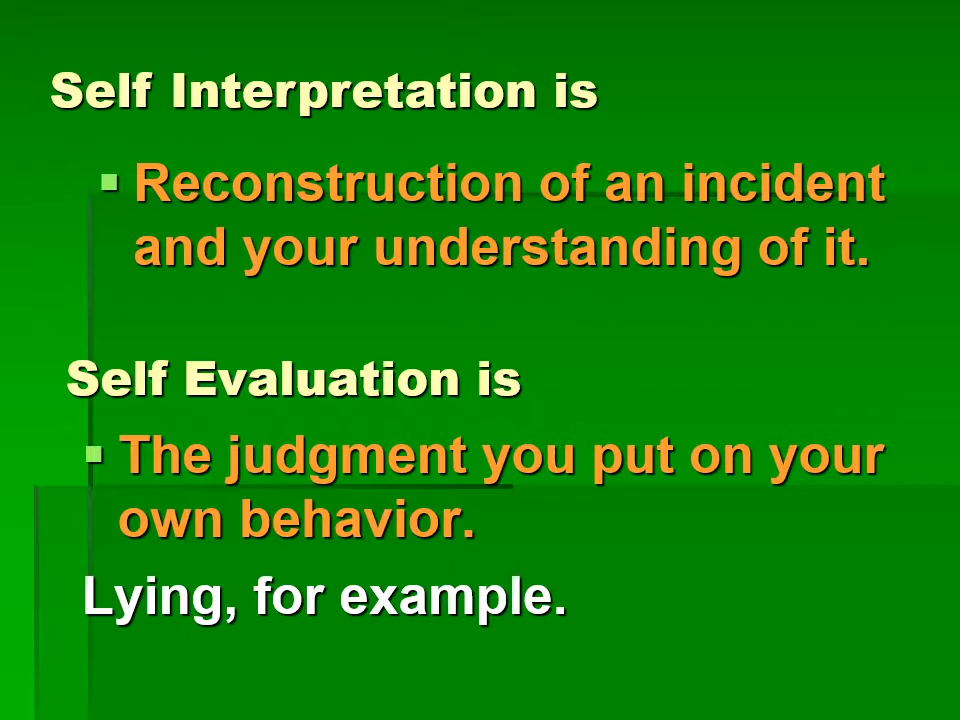 Self Interpretation is
▪ Reconstruction of an incident
and your understanding of it.
Self Evaluation is
▪ The judgment you put on your
own behavior.
Lying, for example.